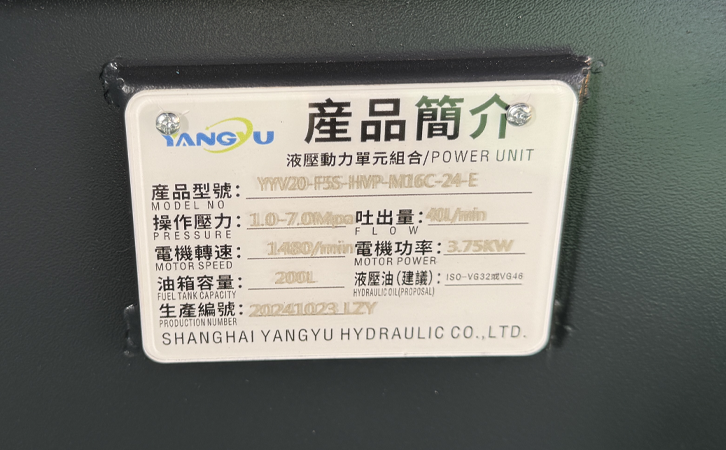 YANGYU
産品簡介
液壓動力單元組合/POWER UNIT
産品型號: YYV20-F5S-HVP-M16C-24-E
MODEL NO
操作壓力: 1.0-7.0Mpa 吐出量: 40L/min
PRESSURE FLOW
電機轉速: 1480/min 電機功率: 3.75KW
MOTOR SPEED MOTOR POWER
油箱容量: 200L 液壓油(建議): ISO-VG32或VG46
FUEL TANK CAPACITY HYDRAULIC OIL(PROPOSAL)
生產編號: 20241023 LZY
PRODUCTION NUMBER
SHANGHAI YANGYU HYDRAULIC CO.,LTD.